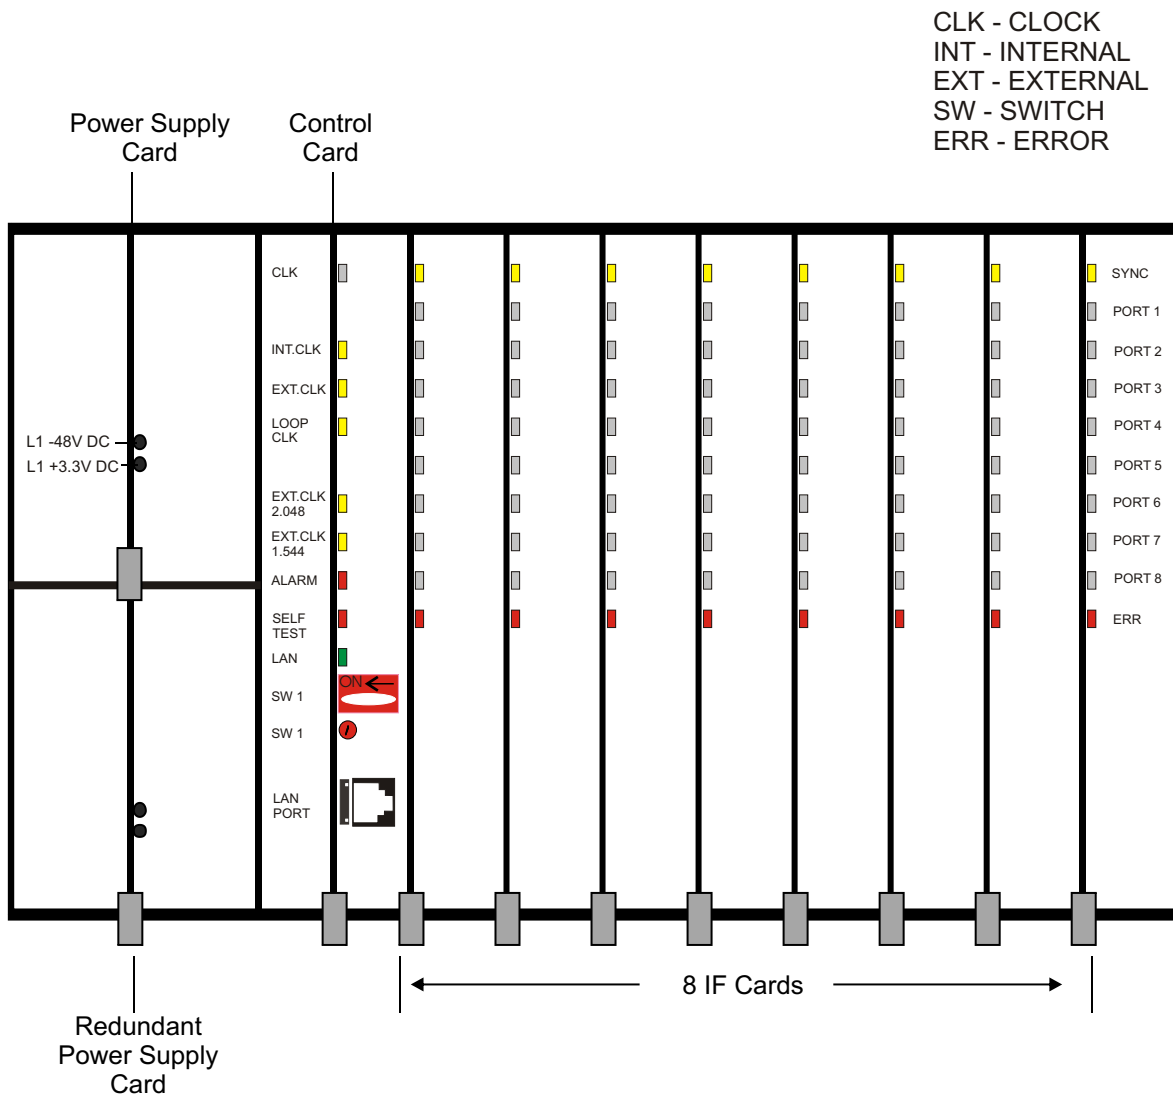 CLK - CLOCK
INT - INTERNAL
EXT - EXTERNAL
SW - SWITCH
ERR - ERROR
Power Supply
Card
Control
Card
CLK
INT.CLK
EXT.CLK
LOOP
CLK
L1 -48V DC
L1 +3.3V DC
EXT.CLK
2.048
EXT.CLK
1.544
ALARM
SELF
TEST
LAN
SW 1
ON
SW 1
LAN
PORT
SYNC
PORT 1
PORT 2
PORT 3
PORT 4
PORT 5
PORT 6
PORT 7
PORT 8
ERR
8 IF Cards
Redundant
Power Supply
Card